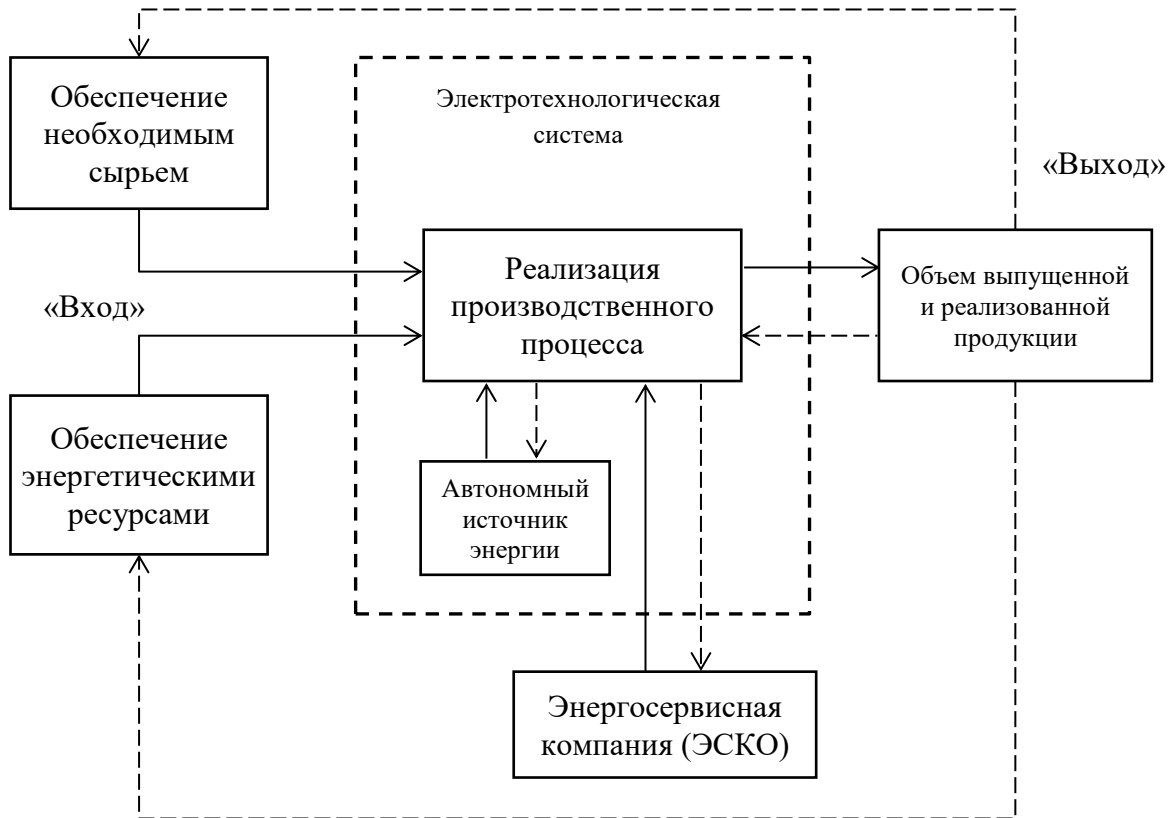 Обеспечение
необходимым
сырьем
Электротехнологическая
система
«Выход»
Реализация
производственного
процесса
Объем выпущенной
и реализованной
продукции
«Вход»
Обеспечение
энергетическими
ресурсами
Автономный
источник
энергии
Энергосервисная
компания (ЭСКО)